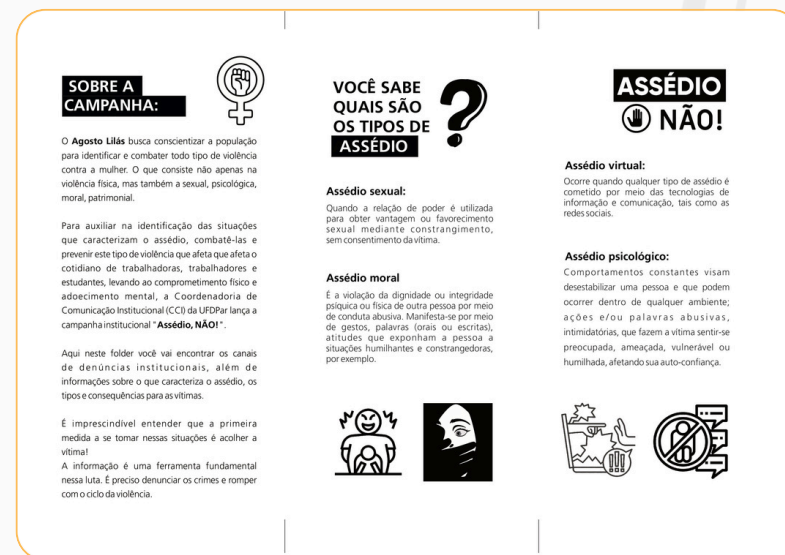 SOBRE A
CAMPANHA:
O Agosto Lilás busca conscientizar a população
para identificar e combater todo tipo de violência
contra a mulher. O que consiste não apenas na
violência física, mas também a sexual, psicológica,
moral, patrimonial.
Para auxiliar na identificação das situações
que caracterizam o assédio, combatê-las e
prevenir este tipo de violência que afeta que afeta o
cotidiano de trabalhadoras, trabalhadores e
estudantes, levando ao comprometimento físico e
adoecimento mental, a Coordenadoria de
Comunicação Institucional (CCI) da UFDPar lança a
campanha institucional "Assédio, NÃO!".
Aqui neste folder você vai encontrar os canais
de denúncias institucionais, além de
informações sobre o que caracteriza o assédio, os
tipos e consequências para as vítimas.
É imprescindível entender que a primeira
medida a se tomar nessas situações é acolher a
vítima!
A informação é uma ferramenta fundamental
nessa luta. É preciso denunciar os crimes e romper
com o ciclo da violência.
VOCÊ SABE
QUAIS SÃO
OS TIPOS DE
ASSÉDIO
?
Assédio sexual:
Quando a relação de poder é utilizada
para obter vantagem ou favorecimento
sexual mediante constrangimento,
sem consentimento da vítima.
Assédio moral
É a violação da dignidade ou integridade
psíquica ou física de outra pessoa por meio
de conduta abusiva. Manifesta-se por meio
de gestos, palavras (orais ou escritas),
atitudes que exponham a pessoa a
situações humilhantes e constrangedoras,
por exemplo.
ASSÉDIO
NÃO!
Assédio virtual:
Ocorre quando qualquer tipo de assédio é
cometido por meio das tecnologias de
informação e comunicação, tais como as
redes sociais.
Assédio psicológico:
Comportamentos constantes visam
desestabilizar uma pessoa e que podem
ocorrer dentro de qualquer ambiente;
ações e/ou palavras abusivas,
intimidatórias, que fazem a vítima sentir-se
preocupada, ameaçada, vulnerável ou
humilhada, afetando sua auto-confiança.
!!!